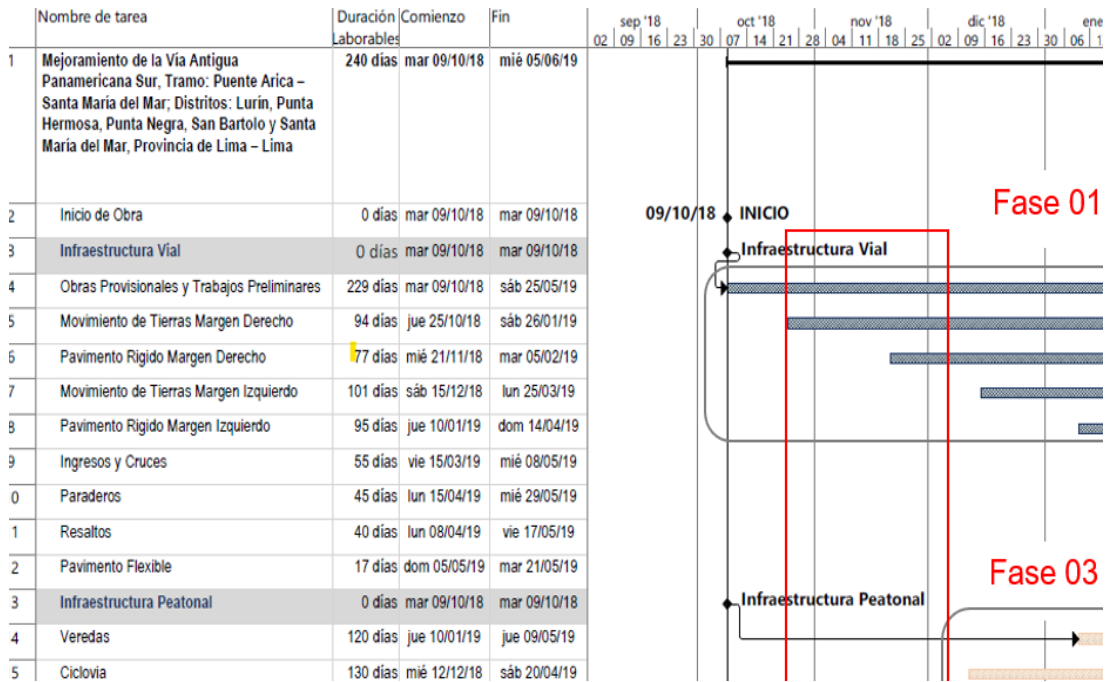 Nombre de tarea Duración Comienzo Fin
Laborables
sep '18 oct '18 nov '18 dic '18 ene
02 09 16 23 30 07 14 21 28 04 11 18 25 02 09 16 23 30 06 1
1 Mejoramiento de la Vía Antigua 240 días mar 09/10/18 mié 05/06/19
Panamericana Sur, Tramo: Puente Arica –
Santa María del Mar; Distritos: Lurín, Punta
Hermosa, Punta Negra, San Bartolo y Santa
María del Mar, Provincia de Lima – Lima
Fase 01
2 Inicio de Obra 0 días mar 09/10/18 mar 09/10/18 09/10/18 INICIO
3 Infraestructura Vial 0 días mar 09/10/18 mar 09/10/18 Infraestructura Vial
4 Obras Provisionales y Trabajos Preliminares 229 días mar 09/10/18 sáb 25/05/19
5 Movimiento de Tierras Margen Derecho 94 días jue 25/10/18 sáb 26/01/19
6 Pavimento Rigido Margen Derecho 77 días mié 21/11/18 mar 05/02/19
7 Movimiento de Tierras Margen Izquierdo 101 días sáb 15/12/18 lun 25/03/19
8 Pavimento Rigido Margen Izquierdo 95 días jue 10/01/19 dom 14/04/19
9 Ingresos y Cruces 55 días vie 15/03/19 mié 08/05/19
0 Paraderos 45 días lun 15/04/19 mié 29/05/19
1 Resaltos 40 días lun 08/04/19 vie 17/05/19
2 Pavimento Flexible 17 días dom 05/05/19 mar 21/05/19
Fase 03
3 Infraestructura Peatonal 0 días mar 09/10/18 mar 09/10/18 Infraestructura Peatonal
4 Veredas 120 días jue 10/01/19 jue 09/05/19
5 Ciclovia 130 días mié 12/12/18 sáb 20/04/19